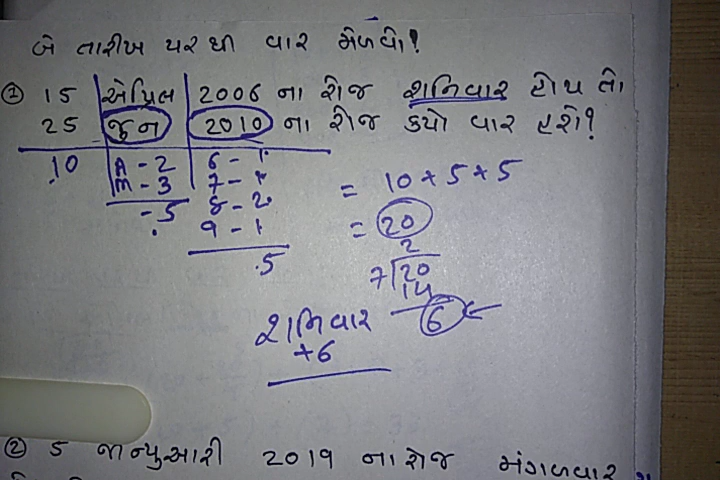 બે તારીખ પરથી વાર મેળવો!
① 15 એપ્રિલ 2006 ના રોજ શનિવાર હોય તો
25 જુન 2010 ના રોજ કયો વાર હશે?
10 A - 2 6 - 1
M - 3 7 - 1
- 5 8 - 2
9 - 1
5
= 10 + 5 + 5
= 20
2
7 20
14
6
શનિવાર
+6
② 5 જાન્યુઆરી 2019 ના રોજ મંગળવાર